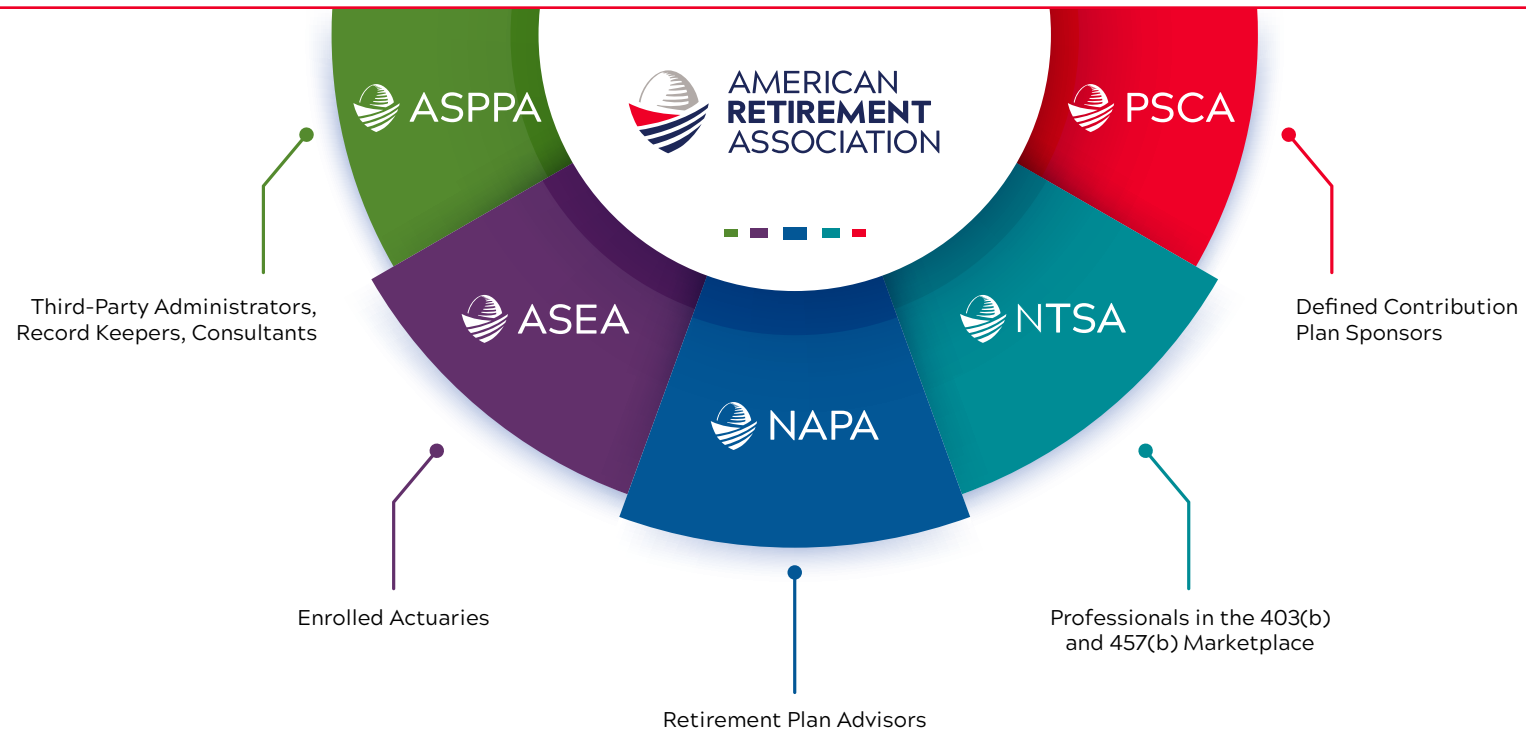 AMERICAN
RETIREMENT
ASSOCIATION
ASPPA
PSCA
Third-Party Administrators,
Record Keepers, Consultants
ASEA
NTSA
Defined Contribution
Plan Sponsors
NAPA
Enrolled Actuaries
Professionals in the 403(b)
and 457(b) Marketplace
Retirement Plan Advisors